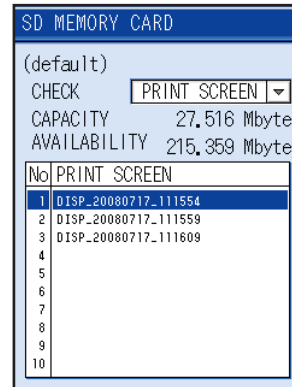 SD MEMORY CARD
(default)
CHECK PRINT SCREEN
CAPACITY 27.516 Mbyte
AVAILABILITY 215.359 Mbyte
No PRINT SCREEN
1 DISP_20080717_111554
2 DISP_20080717_111559
3 DISP_20080717_111609
4
5
6
7
8
9
10